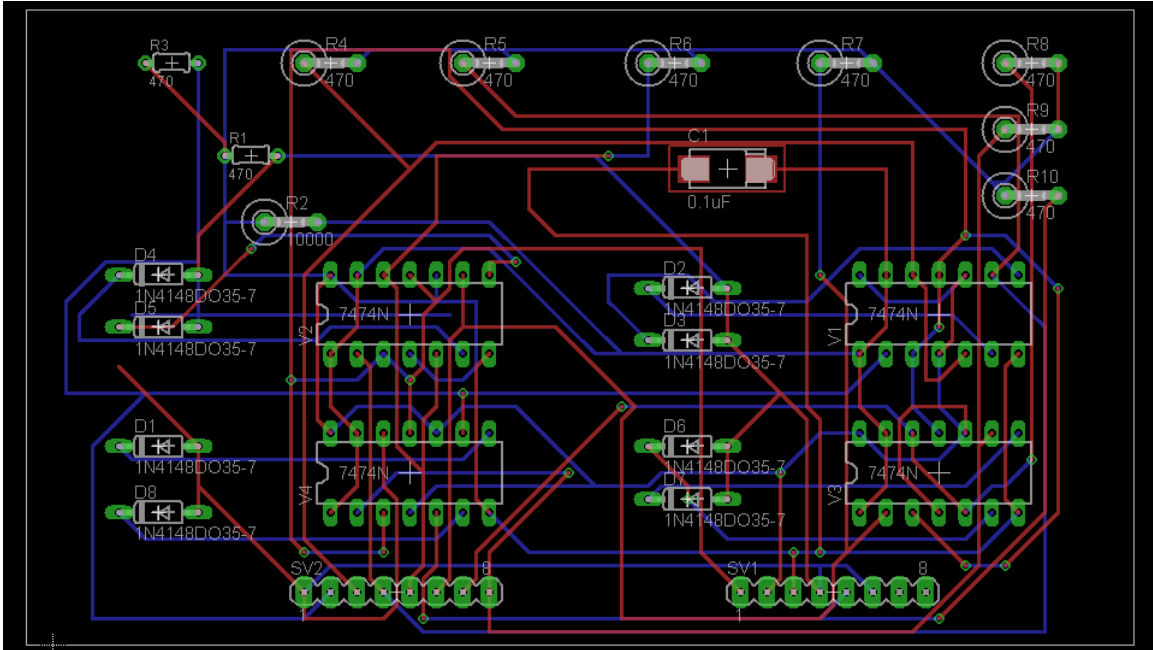 R3
470
R4
470
R5
470
R6
470
R7
470
R8
470
R9
470
R10
470
R1
470
C1
0.1uF
R2
10000
D4
1N4148DO35-7
D5
1N4148DO35-7
D2
1N4148DO35-7
D3
1N4148DO35-7
V2
7474N
V1
7474N
D1
1N4148DO35-7
D8
1N4148DO35-7
D6
1N4148DO35-7
D7
1N4148DO35-7
V4
7474N
V3
7474N
SV2
8
1
SV1
8
1